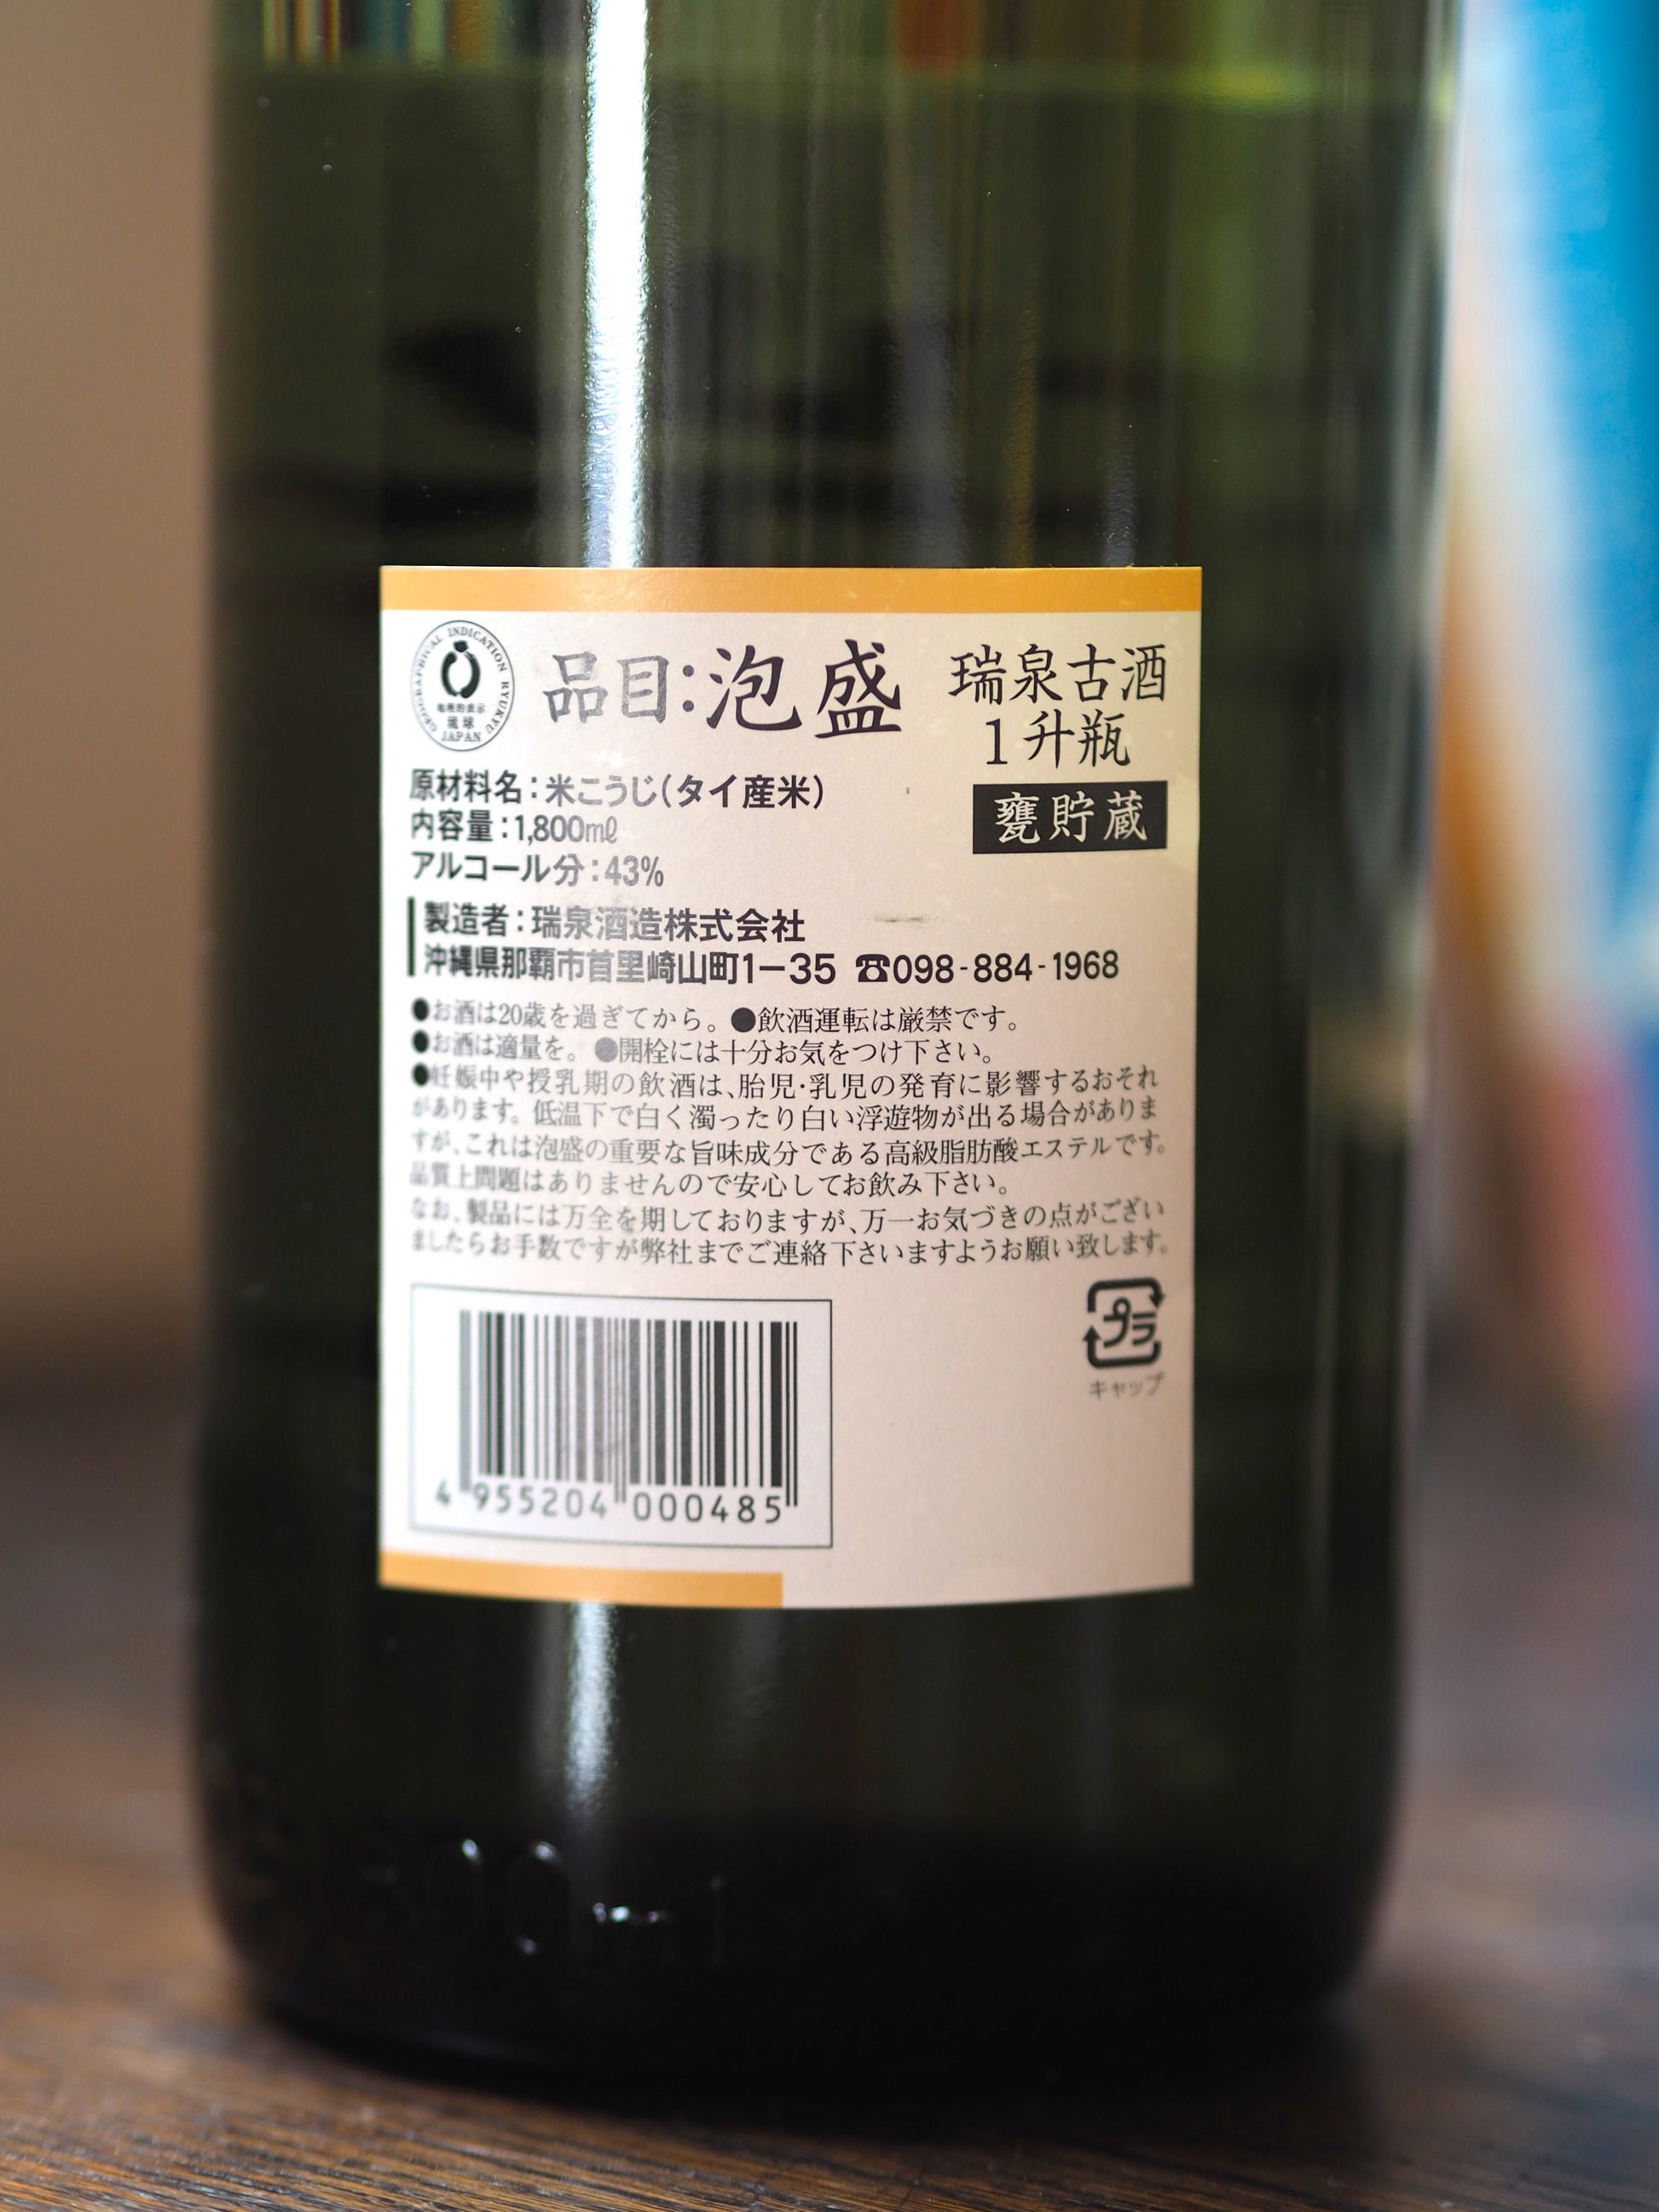 GEOGRAPHICAL INDICATION RYUKYU
地理的表示
琉球
JAPAN
品目：泡盛
瑞泉古酒
1升瓶
甕貯蔵
原材料名：米こうじ（タイ産米）
内容量：1,800㎖
アルコール分：43%
製造者：瑞泉酒造株式会社
沖縄県那覇市首里崎山町1－35 ☎098-884-1968
●お酒は20歳を過ぎてから。●飲酒運転は厳禁です。
●お酒は適量を。●開栓には十分お気をつけ下さい。
●妊娠中や授乳期の飲酒は、胎児・乳児の発育に影響するおそれ
があります。低温下で白く濁ったり白い浮遊物が出る場合がありま
すが、これは泡盛の重要な旨味成分である高級脂肪酸エステルです。
品質上問題はありませんので安心してお飲み下さい。
なお、製品には万全を期しておりますが、万一お気づきの点がござい
ましたらお手数ですが弊社までご連絡下さいますようお願い致します。
プラ
キャップ
4 955204 000485